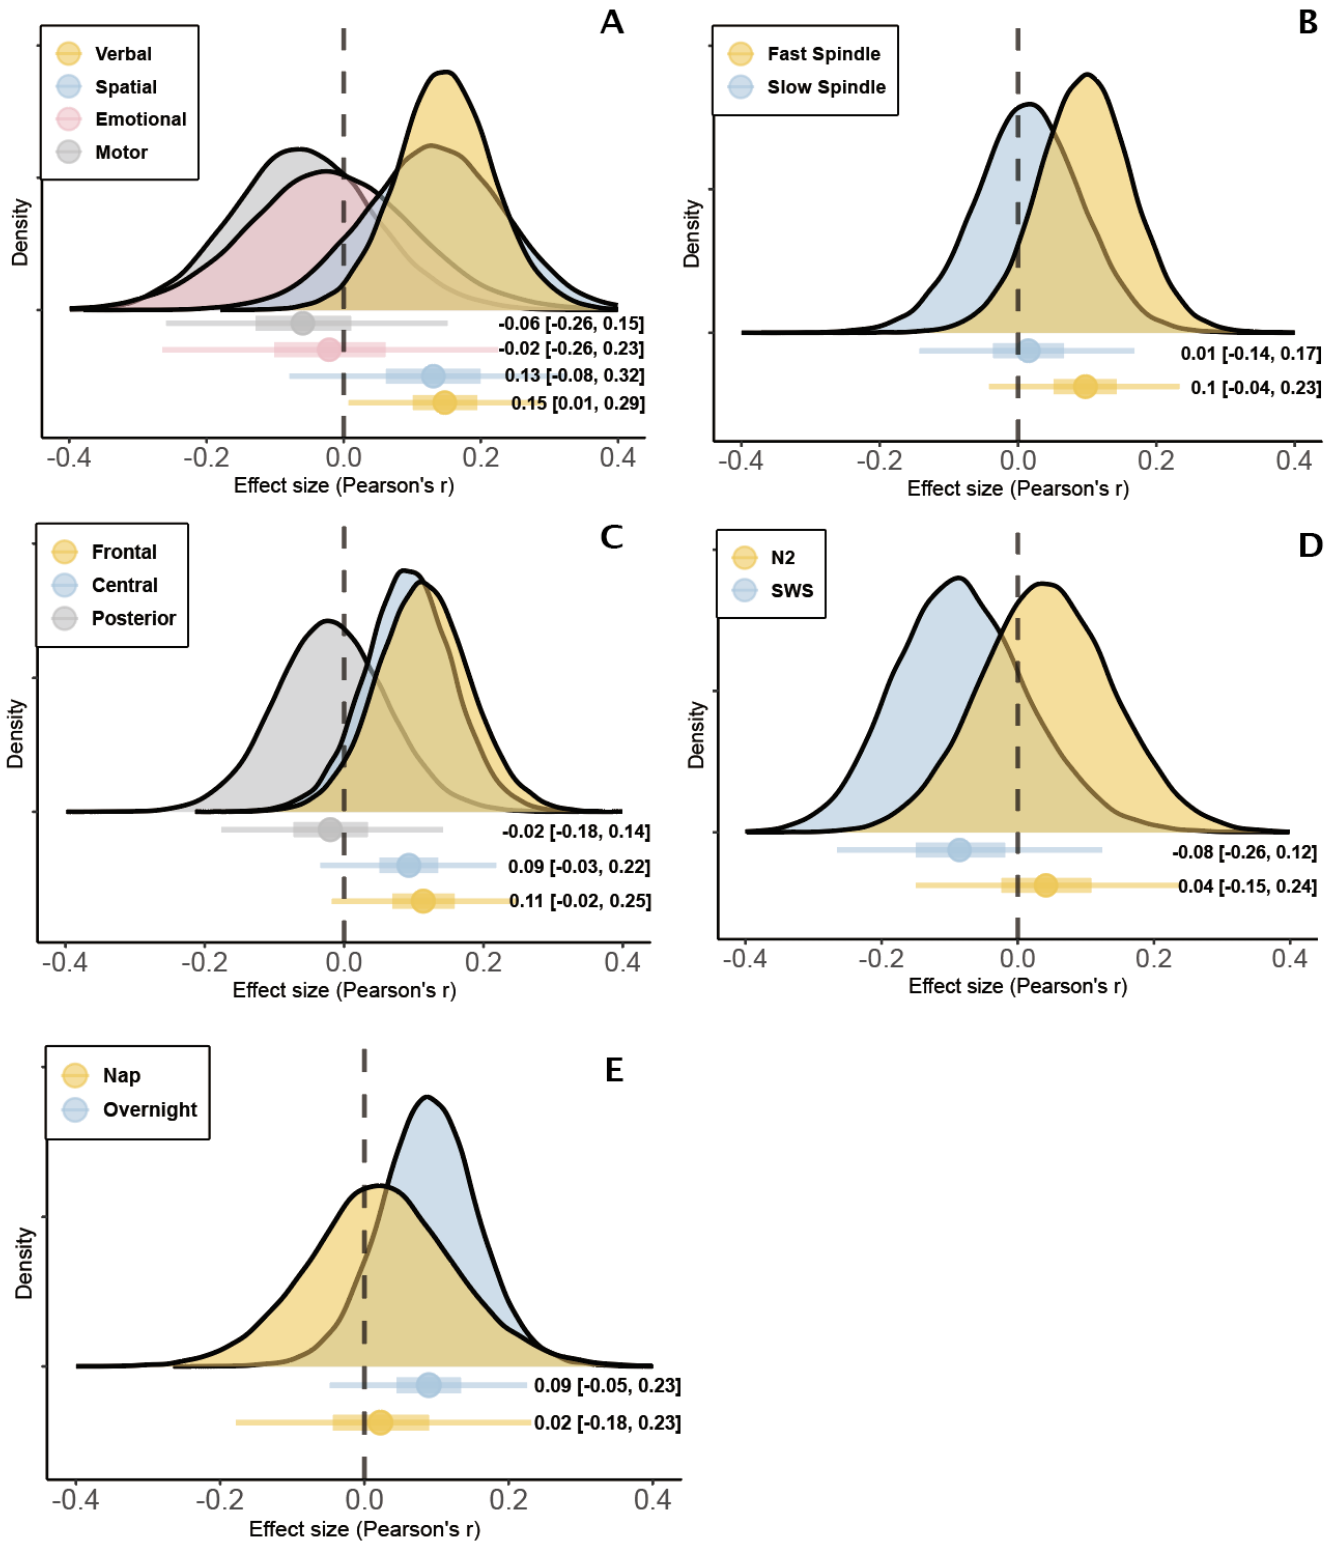 A
Verbal
Spatial
Emotional
Motor
Density
-0.06 [-0.26, 0.15]
-0.02 [-0.26, 0.23]
0.13 [-0.08, 0.32]
0.15 [0.01, 0.29]
-0.4 -0.2 0.0 0.2 0.4
Effect size (Pearson's r)
B
Fast Spindle
Slow Spindle
Density
0.01 [-0.14, 0.17]
0.1 [-0.04, 0.23]
-0.4 -0.2 0.0 0.2 0.4
Effect size (Pearson's r)
C
Frontal
Central
Posterior
Density
-0.02 [-0.18, 0.14]
0.09 [-0.03, 0.22]
0.11 [-0.02, 0.25]
-0.4 -0.2 0.0 0.2 0.4
Effect size (Pearson's r)
D
N2
SWS
Density
-0.08 [-0.26, 0.12]
0.04 [-0.15, 0.24]
-0.4 -0.2 0.0 0.2 0.4
Effect size (Pearson's r)
E
Nap
Overnight
Density
0.09 [-0.05, 0.23]
0.02 [-0.18, 0.23]
-0.4 -0.2 0.0 0.2 0.4
Effect size (Pearson's r)